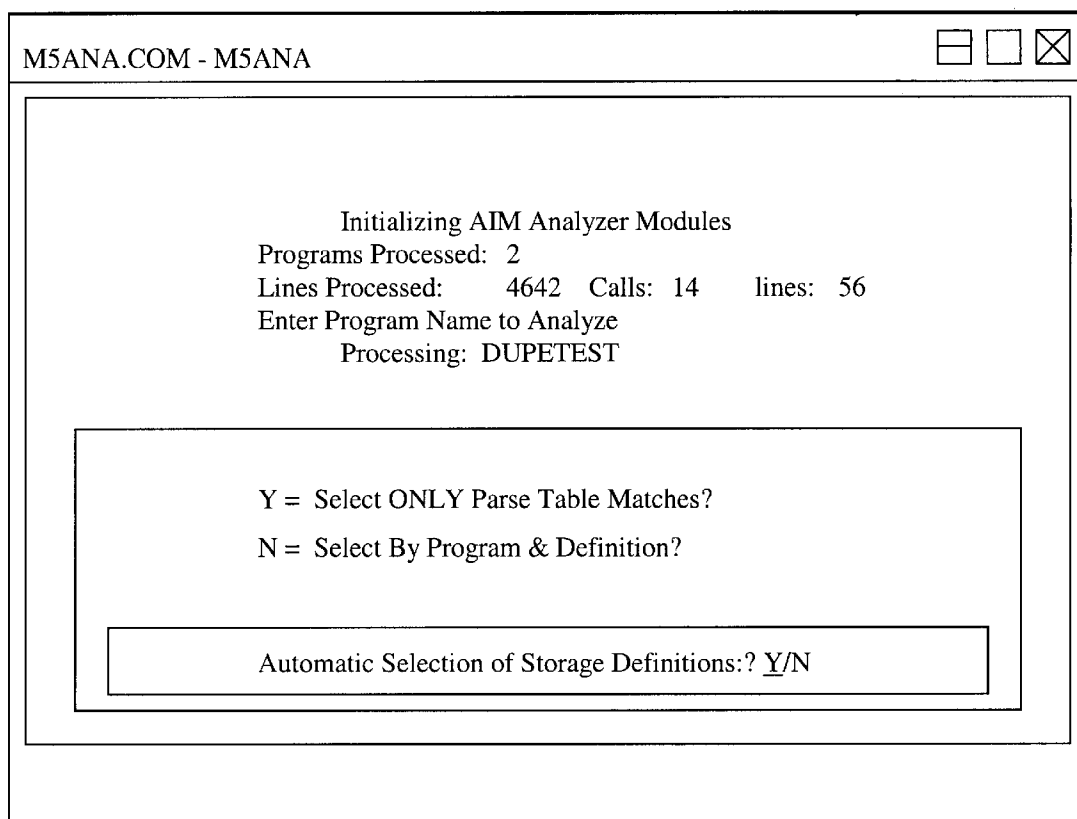 M5ANA.COM - M5ANA
Initializing AIM Analyzer Modules
Programs Processed: 2
Lines Processed: 4642 Calls: 14 lines: 56
Enter Program Name to Analyze
Processing: DUPETEST
Y = Select ONLY Parse Table Matches?
N = Select By Program & Definition?
Automatic Selection of Storage Definitions:? Y/N